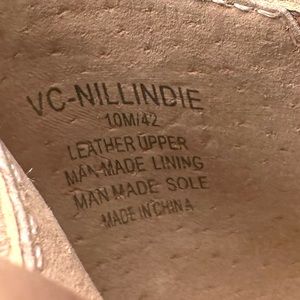 VC-NILLINDIE
10M/42
LEATHER UPPER
MAN-MADE LINING
MAN MADE SOLE
MADE IN CHINA